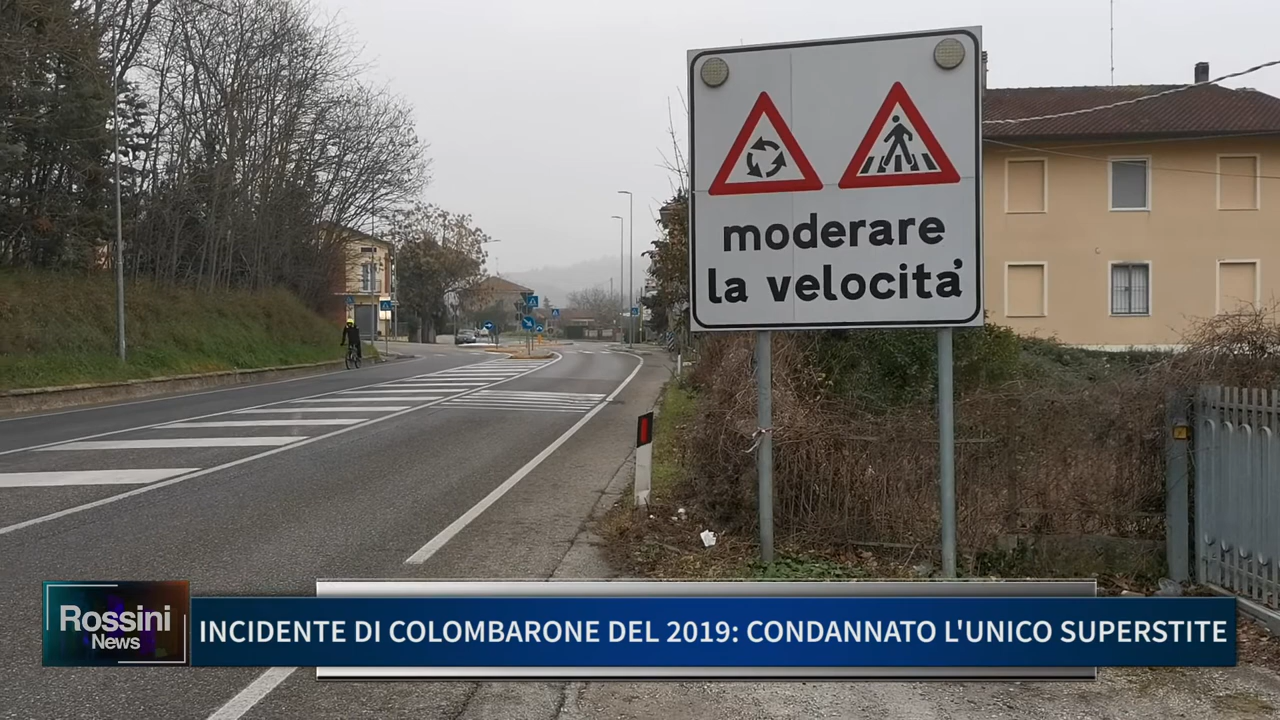 moderare
la velocita'
Rossini
News
INCIDENTE DI COLOMBARONE DEL 2019: CONDANNATO L'UNICO SUPERSTITE